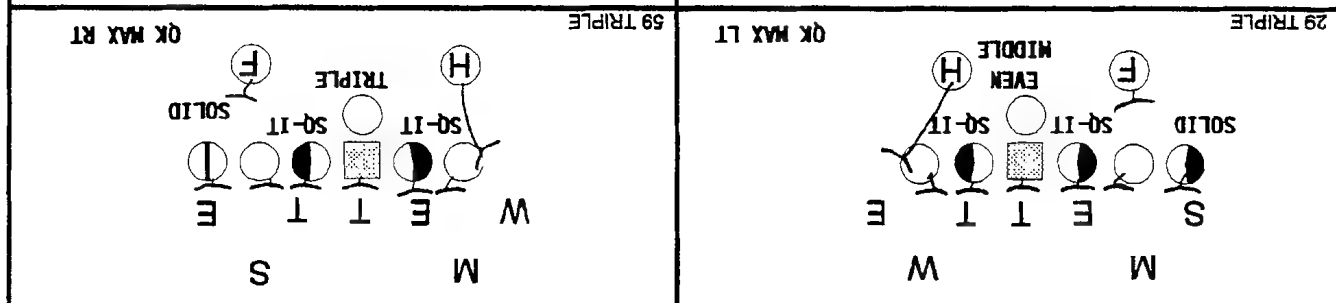 29 TRIPLE
QK MAX LT
MIDDLE
EVEN
F
H
SOLID
SQ-IT
SQ-IT
S E T T E
M W
59 TRIPLE
QK MAX RT
H
TRIPLE
F
SQ-IT
SQ-IT
SOLID
W E T T E
M S